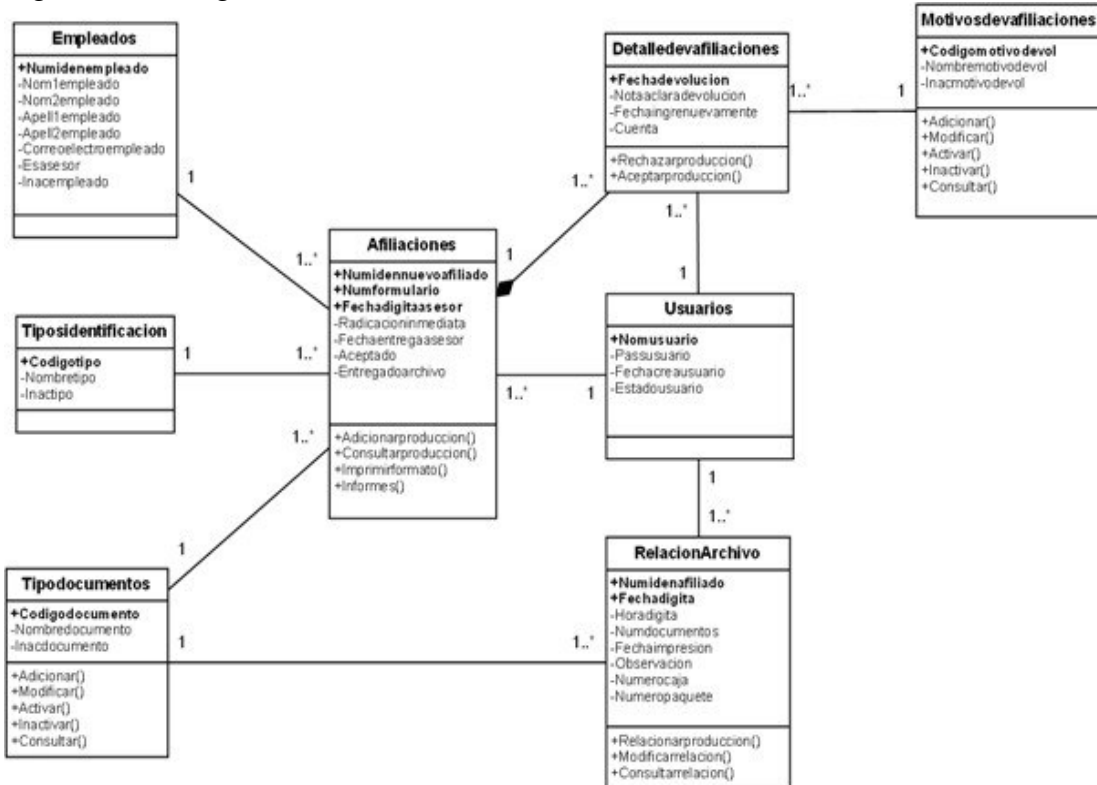 Empleados
+Numidenempleado
-Nom1empleado
-Nom2empleado
-Apell1empleado
-Apell2empleado
-Correoelectroempleado
-Esasesor
-Inacempleado
1
1..*
Tiposidentificacion
+Codigotipo
-Nombretipo
-Inactipo
1
1..*
Tipodocumentos
+Codigodocumento
-Nombredocumento
-Inacdocumento
+Adicionar()
+Modificar()
+Activar()
+Inactivar()
+Consultar()
1
1..*
1
1..*
Afiliaciones
+Numidennuevoafiliado
+Numformulario
+Fechadigitaasesor
-Radicacioninmediata
-Fechaentregaasesor
-Aceptado
-Entregadoarchivo
+Adicionarproduccion()
+Consultarproduccion()
+Imprimirformato()
+Informes()
1
1..*
1..*
1
Detalledevafiliaciones
+Fechadevolucion
-Notaaclaradevolucion
-Fechaingrenuevamente
-Cuenta
+Rechazarproduccion()
+Aceptarproduccion()
1..*
1
1..*
1
Motivosdevafiliaciones
+Codigomotivodevol
-Nombremotivodevol
-Inacmotivodevol
+Adicionar()
+Modificar()
+Activar()
+Inactivar()
+Consultar()
Usuarios
+Nomusuario
-Passusuario
-Fechacreausuario
-Estadousuario
1
1..*
RelacionArchivo
+Numidenafiliado
+Fechadigita
-Horadigita
-Numdocumentos
-Fechaimpresion
-Observacion
-Numerocaja
-Numeropaquete
+Relacionarproduccion()
+Modificarrelacion()
+Consultarrelacion()